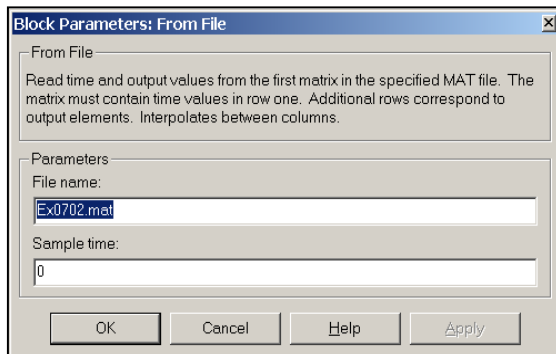 Block Parameters: From File
From File
Read time and output values from the first matrix in the specified MAT file. The
matrix must contain time values in row one. Additional rows correspond to
output elements. Interpolates between columns.
Parameters
File name:
Ex0702.mat
Sample time:
0
OK Cancel Help Apply